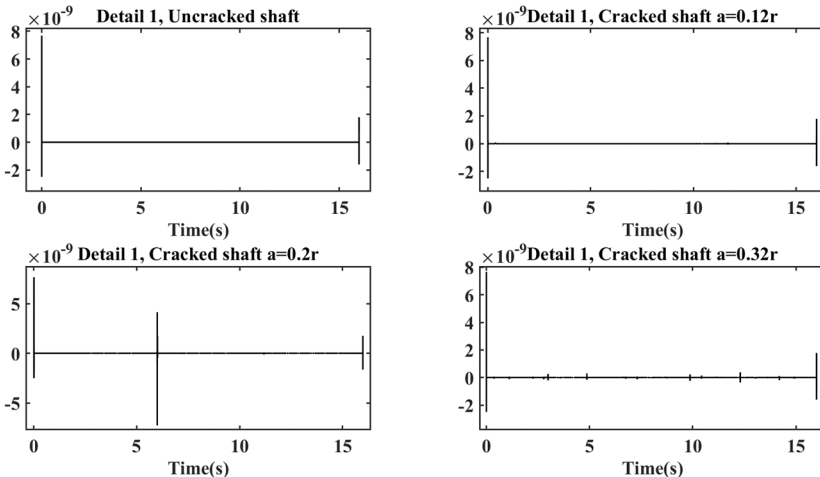 ×10^-9 Detail 1, Uncracked shaft
8
6
4
2
0
-2
0 5 10 15
Time(s)
×10^-9 Detail 1, Cracked shaft a=0.12r
8
6
4
2
0
-2
0 5 10 15
Time(s)
×10^-9 Detail 1, Cracked shaft a=0.2r
5
0
-5
0 5 10 15
Time(s)
×10^-9 Detail 1, Cracked shaft a=0.32r
8
6
4
2
0
-2
0 5 10 15
Time(s)